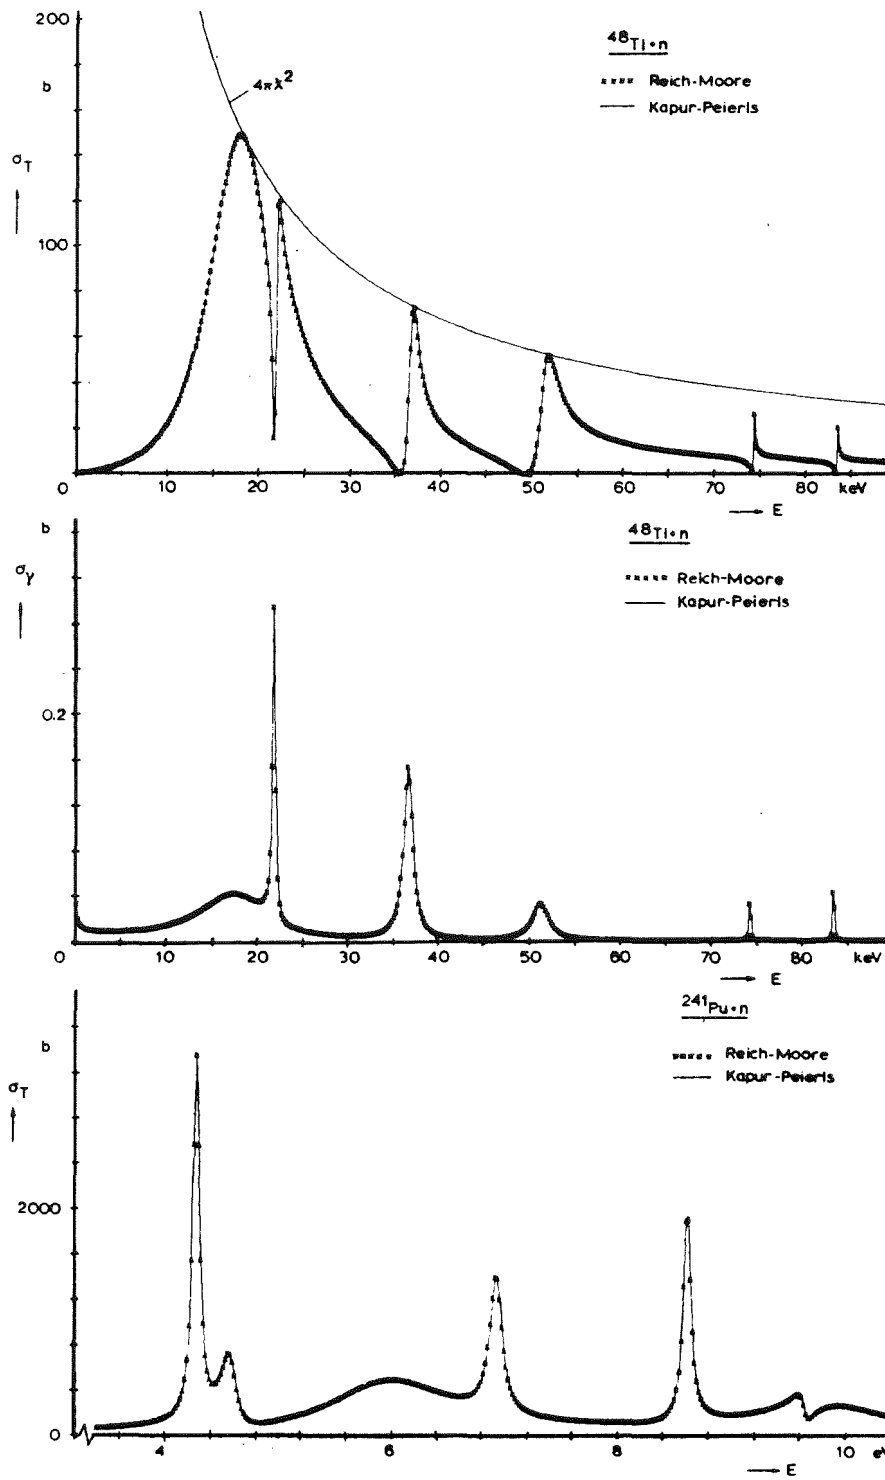 200
48Ti+n
b
4πƛ2
Reich-Moore
Kapur-Peierls
σT
100
0
10
20
30
40
50
60
70
80
keV
E
b
48Ti+n
σγ
Reich-Moore
Kapur-Peierls
0.2
0
10
20
30
40
50
60
70
80
keV
E
241Pu+n
b
Reich-Moore
Kapur-Peierls
σT
2000
0
4
6
8
10
eV
E